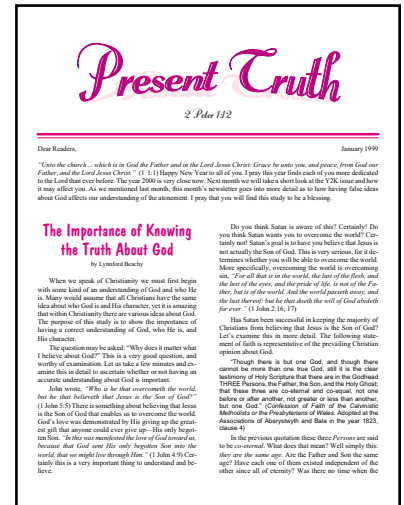 Present Truth
2 Peter 1:12
Dear Readers,
January 1999
"Unto the church… which is in God the Father and in the Lord Jesus Christ: Grace be unto you, and peace, from God our
Father, and the Lord Jesus Christ." (1 1:1) Happy New Year to all of you. I pray this year finds each of you more dedicated
to the Lord than ever before. The year 2000 is very close now. Next month we will take a short look at the Y2K issue and how
it may affect you. As we mentioned last month, this month's newsletter goes into more detail as to how having false ideas
about God affects our understanding of the atonement. I pray that you will find this study to be a blessing.
The Importance of Knowing
the Truth About God
by Lynnford Beachy
When we speak of Christianity we must first begin
with some kind of an understanding of God and who He
is. Many would assume that all Christians have the same
idea about who God is and His character, yet it is amazing
that within Christianity there are various ideas about God.
The purpose of this study is to show the importance of
having a correct understanding of God, who He is, and
His character.
The question may be asked: "Why does it matter what
I believe about God?" This is a very good question, and
worthy of examination. Let us take a few minutes and ex-
amine this in detail to ascertain whether or not having an
accurate understanding about God is important.
John wrote, "Who is he that overcometh the world,
but he that believeth that Jesus is the Son of God?"
(1 John 5:5) There is something about believing that Jesus
is the Son of God that enables us to overcome the world.
God's love was demonstrated by His giving up the great-
est gift that anyone could ever give up—His only begot-
ten Son. "In this was manifested the love of God toward us,
because that God sent His only begotten Son into the
world, that we might live through Him." (1 John 4:9) Cer-
tainly this is a very important thing to understand and be-
lieve.
Do you think Satan is aware of this? Certainly! Do
you think Satan wants you to overcome the world? Cer-
tainly not! Satan's goal is to have you believe that Jesus is
not actually the Son of God. This is very serious, for it de-
termines whether you will be able to overcome the world.
More specifically, overcoming the world is overcoming
sin, "For all that is in the world, the lust of the flesh, and
the lust of the eyes, and the pride of life, is not of the Fa-
ther, but is of the world. And the world passeth away, and
the lust thereof: but he that doeth the will of God abideth
for ever." (1 John 2:16, 17)
Has Satan been successful in keeping the majority of
Christians from believing that Jesus is the Son of God?
Let's examine this in more detail. The following state-
ment of faith is representative of the prevailing Christian
opinion about God.
"Though there is but one God, and though there
cannot be more than one true God, still it is the clear
testimony of Holy Scripture that there are in the Godhead
THREE Persons, the Father, the Son, and the Holy Ghost;
that these three are co-eternal and co-equal, not one
before or after another, not greater or less than another,
but one God." (Confession of Faith of the Calvinistic
Methodists or the Presbyterians of Wales. Adopted at the
Associations of Aberystwyth and Bala in the year 1823,
clause 4)
In the previous quotation these three Persons are said
to be co-eternal. What does that mean? Well simply this:
they are the same age. Are the Father and Son the same
age? Have each one of them existed independent of the
other since all of eternity? Was there no time when the